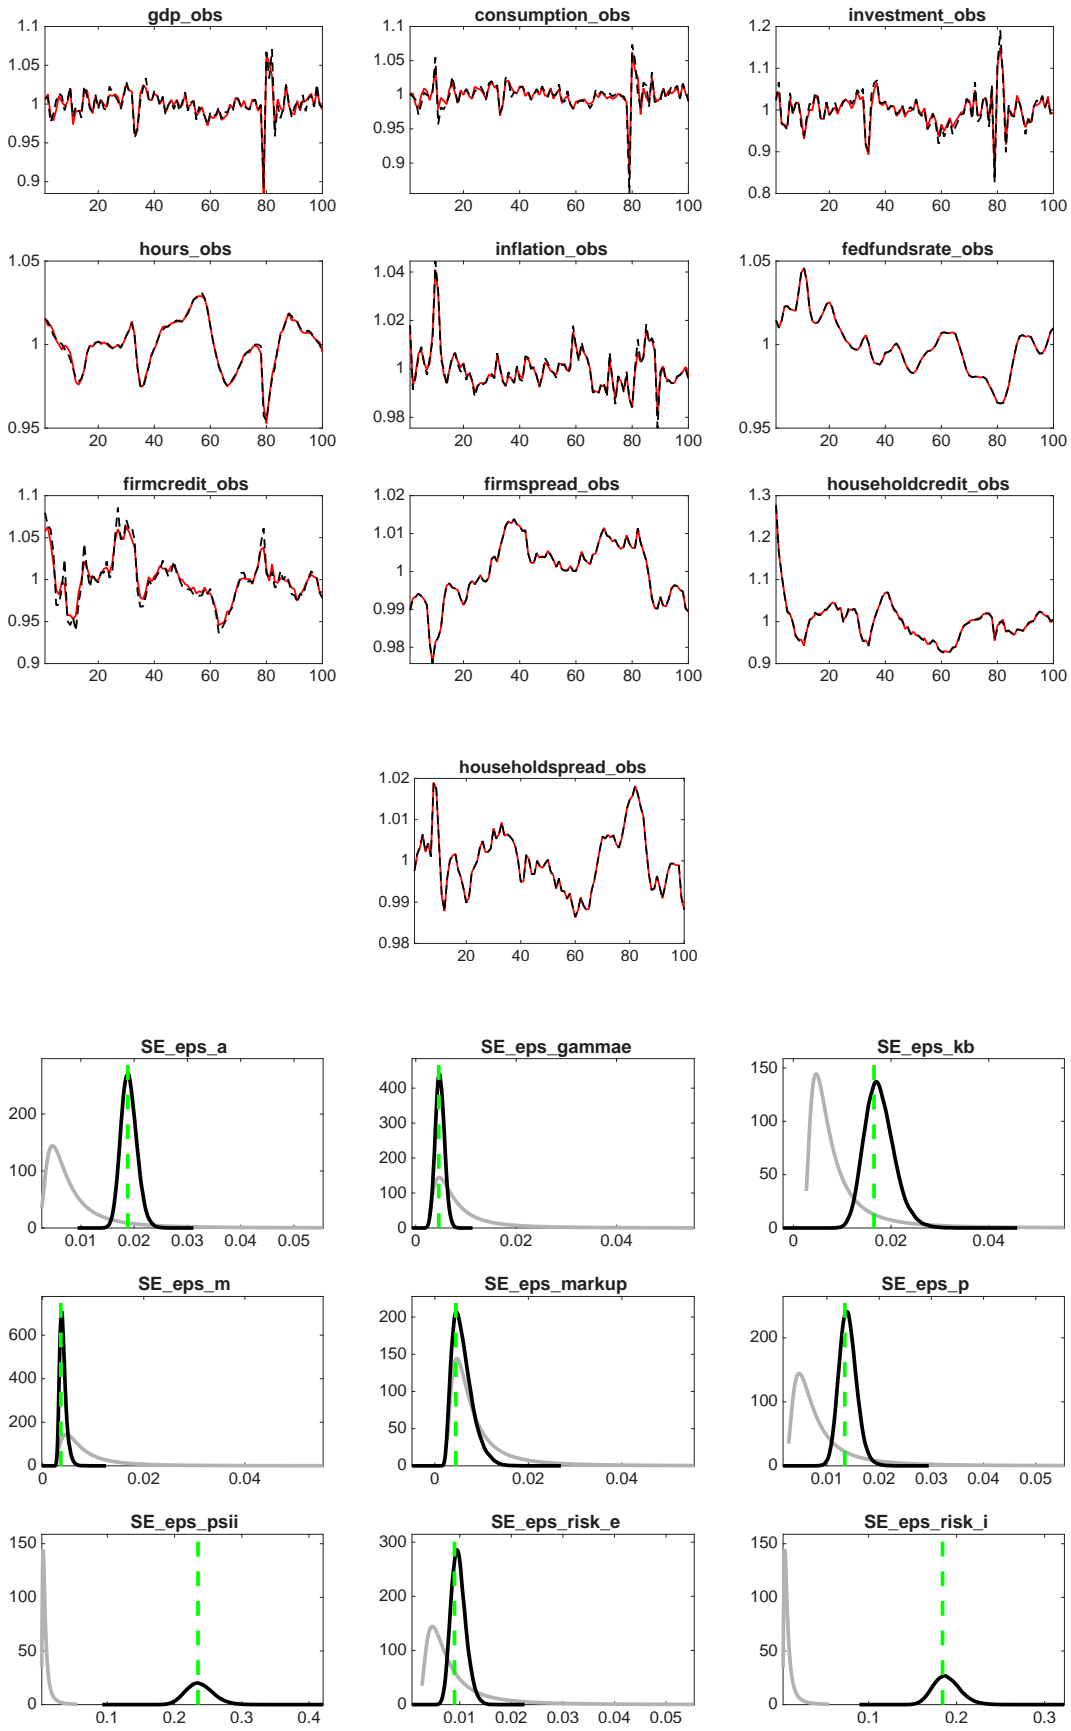 gdp_obs
1.1
1.05
1
0.95
0.9
20 40 60 80 100
consumption_obs
1.1
1.05
1
0.95
0.9
20 40 60 80 100
investment_obs
1.2
1.1
1
0.9
0.8
20 40 60 80 100
hours_obs
1.05
1
0.95
20 40 60 80 100
inflation_obs
1.04
1.02
1
0.98
20 40 60 80 100
fedfundsrate_obs
1.05
1
0.95
20 40 60 80 100
firmcredit_obs
1.1
1.05
1
0.95
0.9
20 40 60 80 100
firmspread_obs
1.02
1.01
1
0.99
0.98
20 40 60 80 100
householdcredit_obs
1.3
1.2
1.1
1
0.9
20 40 60 80 100
householdspread_obs
1.02
1.01
1
0.99
0.98
20 40 60 80 100
SE_eps_a
200
100
0
0.01 0.02 0.03 0.04 0.05
SE_eps_gammae
400
300
200
100
0
0 0.02 0.04
SE_eps_kb
150
100
50
0
0 0.02 0.04
SE_eps_m
600
400
200
0
0 0.02 0.04
SE_eps_markup
200
150
100
50
0
0 0.02 0.04
SE_eps_p
200
100
0
0.01 0.02 0.03 0.04 0.05
SE_eps_psii
150
100
50
0
0.1 0.2 0.3 0.4
SE_eps_risk_e
300
200
100
0
0.01 0.02 0.03 0.04 0.05
SE_eps_risk_i
150
100
50
0
0.1 0.2 0.3